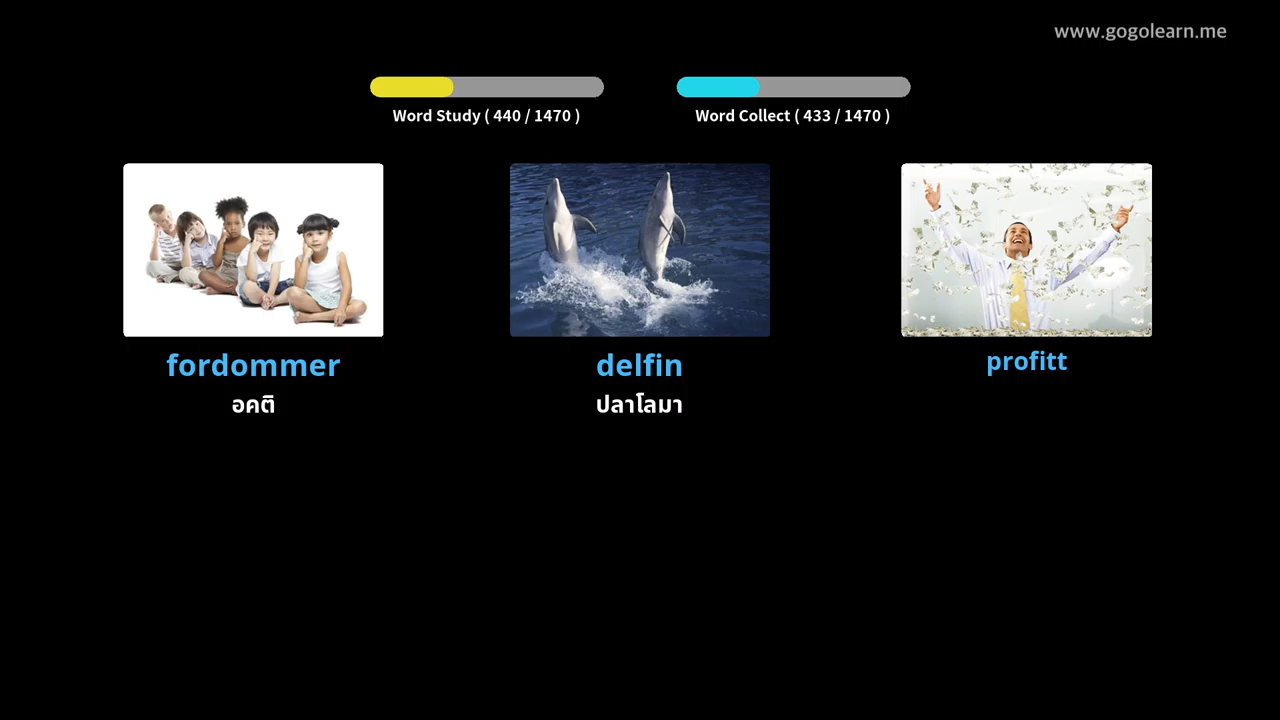 www.gogolearn.me
Word Study ( 440 / 1470 )
Word Collect ( 433 / 1470 )
fordommer
อคติ
delfin
ปลาโลมา
profitt